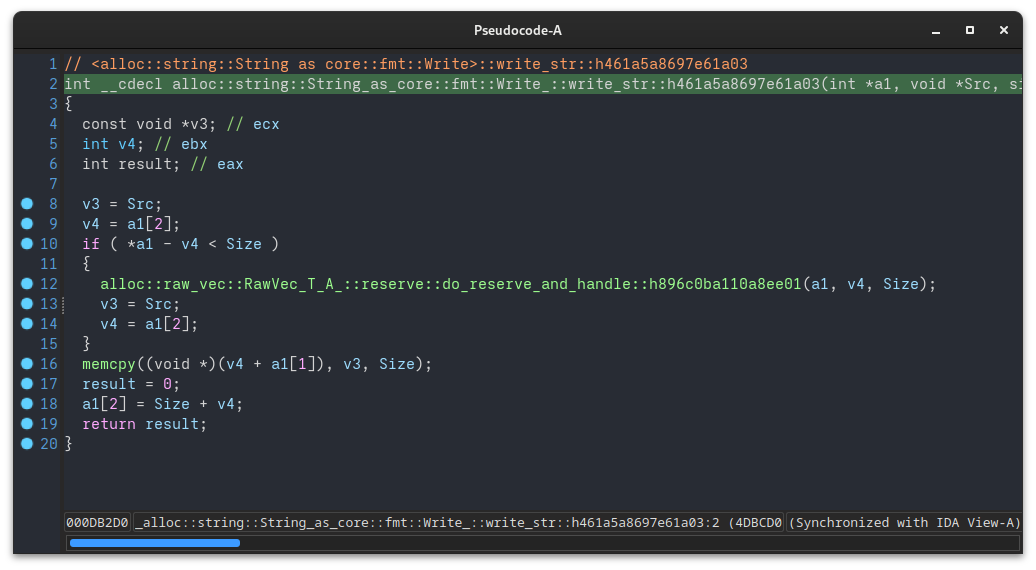 Pseudocode-A
1 // <alloc::string::String as core::fmt::Write>::write_str::h461a5a8697e61a03
2 int __cdecl alloc::string::String_as_core::fmt::Write_::write_str::h461a5a8697e61a03(int *a1, void *Src, si
3 {
4   const void *v3; // ecx
5   int v4; // ebx
6   int result; // eax
7
8   v3 = Src;
9   v4 = a1[2];
10   if ( *a1 - v4 < Size )
11   {
12     alloc::raw_vec::RawVec_T_A_::reserve::do_reserve_and_handle::h896c0ba110a8ee01(a1, v4, Size);
13     v3 = Src;
14     v4 = a1[2];
15   }
16   memcpy((void *)(v4 + a1[1]), v3, Size);
17   result = 0;
18   a1[2] = Size + v4;
19   return result;
20 }
000DB2D0 _alloc::string::String_as_core::fmt::Write_::write_str::h461a5a8697e61a03:2 (4DBCD0 (Synchronized with IDA View-A)